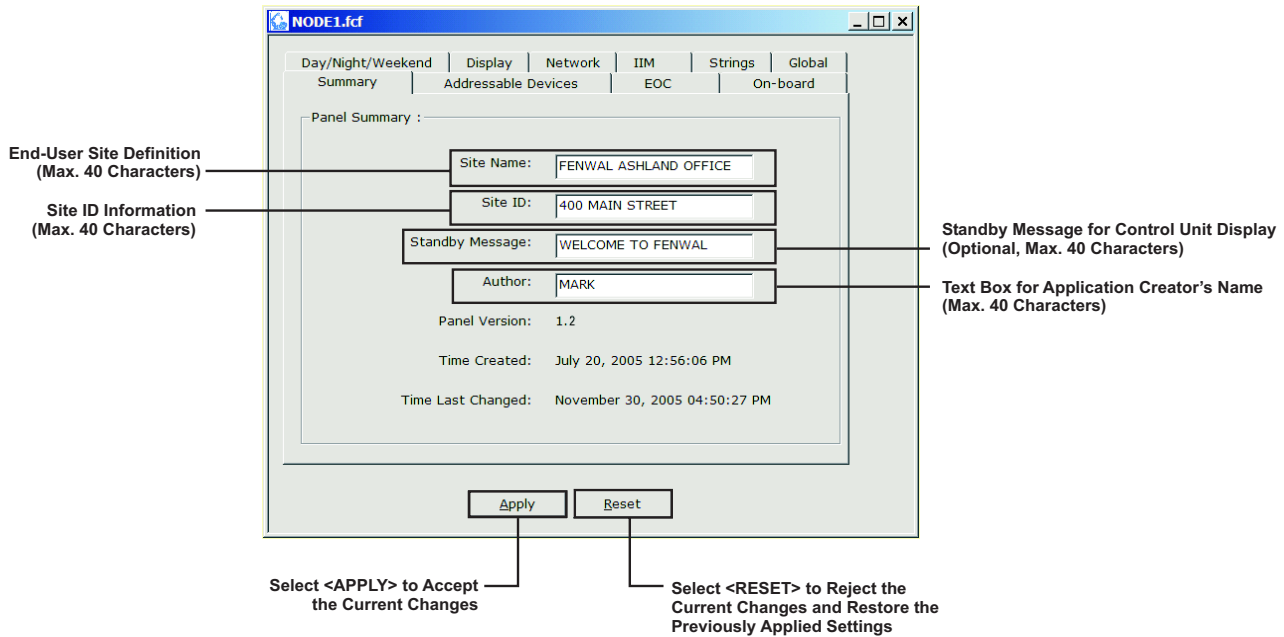 NODE1.fcf
Day/Night/Weekend Display Network IIM Strings Global
Summary Addressable Devices EOC On-board
Panel Summary :
End-User Site Definition
(Max. 40 Characters)
Site Name: FENWAL ASHLAND OFFICE
Site ID Information
(Max. 40 Characters)
Site ID: 400 MAIN STREET
Standby Message: WELCOME TO FENWAL
Standby Message for Control Unit Display
(Optional, Max. 40 Characters)
Author: MARK
Text Box for Application Creator’s Name
(Max. 40 Characters)
Panel Version: 1.2
Time Created: July 20, 2005 12:56:06 PM
Time Last Changed: November 30, 2005 04:50:27 PM
Apply Reset
Select <APPLY> to Accept
the Current Changes
Select <RESET> to Reject the
Current Changes and Restore the
Previously Applied Settings